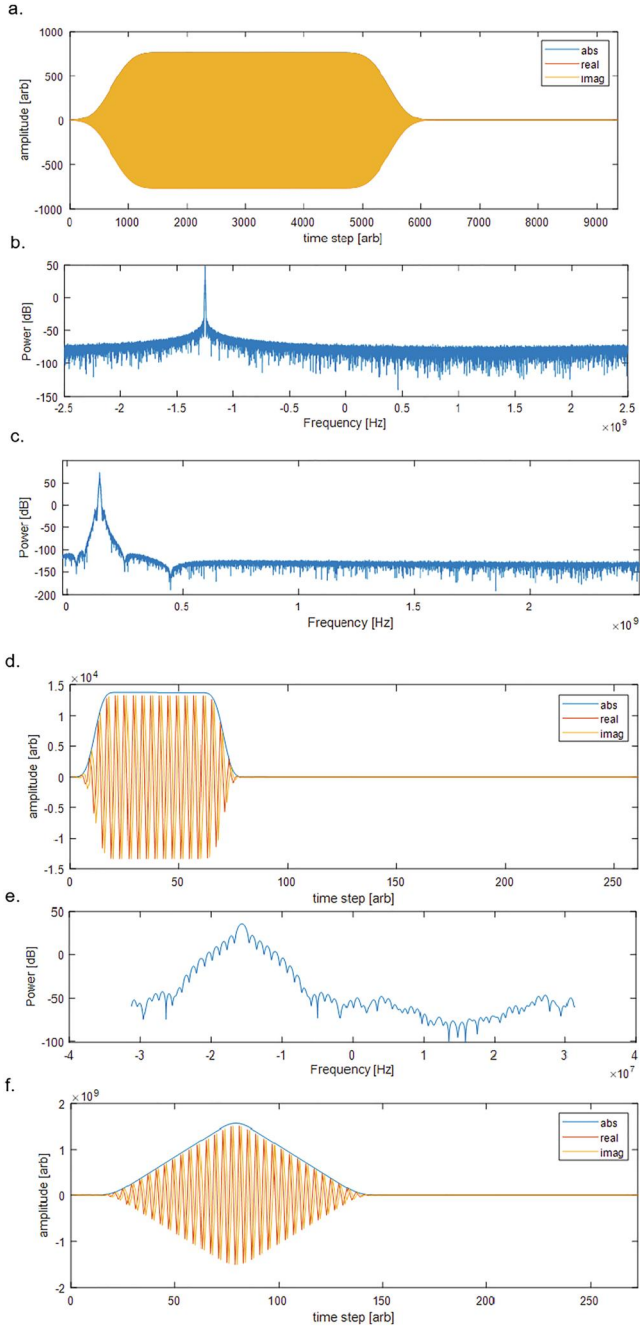 a.
1000
500
0
-500
-1000
amplitude [arb]
abs
real
imag
0 1000 2000 3000 4000 5000 6000 7000 8000 9000
time step [arb]
b.
50
0
-50
-100
-150
Power [dB]
-2.5 -2 -1.5 -1 -0.5 0 0.5 1 1.5 2 2.5
Frequency [Hz]
×10⁹
c.
50
0
-50
-100
-150
-200
Power [dB]
0 0.5 1 1.5 2
Frequency [Hz]
×10⁹
d.
×10⁴
1.5
1
0.5
0
-0.5
-1
-1.5
amplitude [arb]
abs
real
imag
0 50 100 150 200 250
time step [arb]
e.
50
0
-50
-100
Power [dB]
-4 -3 -2 -1 0 1 2 3 4
Frequency [Hz]
×10⁷
f.
×10⁹
2
1
0
-1
-2
amplitude [arb]
abs
real
imag
0 50 100 150 200 250
time step [arb]